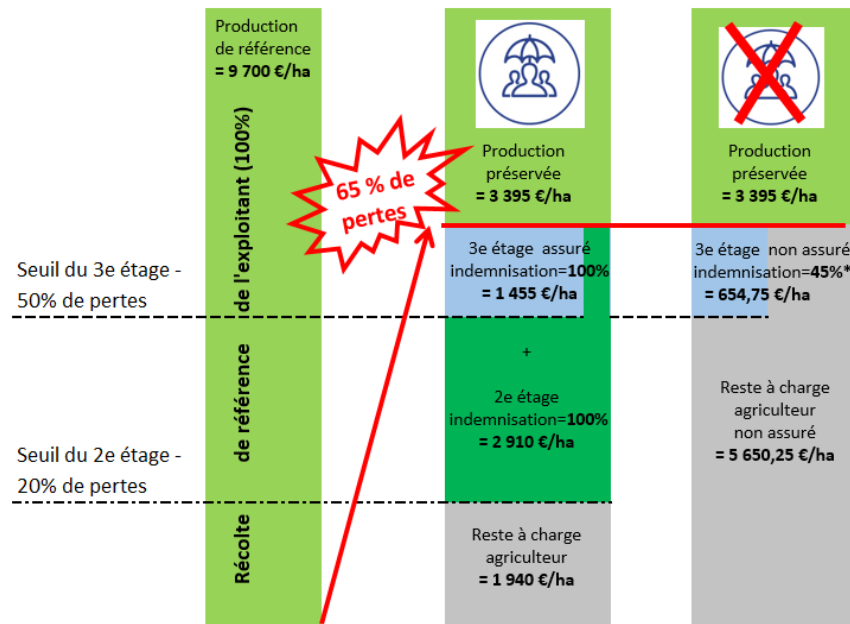 Production
de référence
= 9 700 €/ha
Récolte de référence de l'exploitant (100%)
65 % de
pertes
Production
préservée
= 3 395 €/ha
Production
préservée
= 3 395 €/ha
Seuil du 3e étage -
50% de pertes
3e étage assuré
indemnisation=100%
= 1 455 €/ha
3e étage non assuré
indemnisation=45%*
= 654,75 €/ha
+
2e étage
indemnisation=100%
= 2 910 €/ha
Reste à charge
agriculteur
non assuré
= 5 650,25 €/ha
Seuil du 2e étage -
20% de pertes
Reste à charge
agriculteur
= 1 940 €/ha